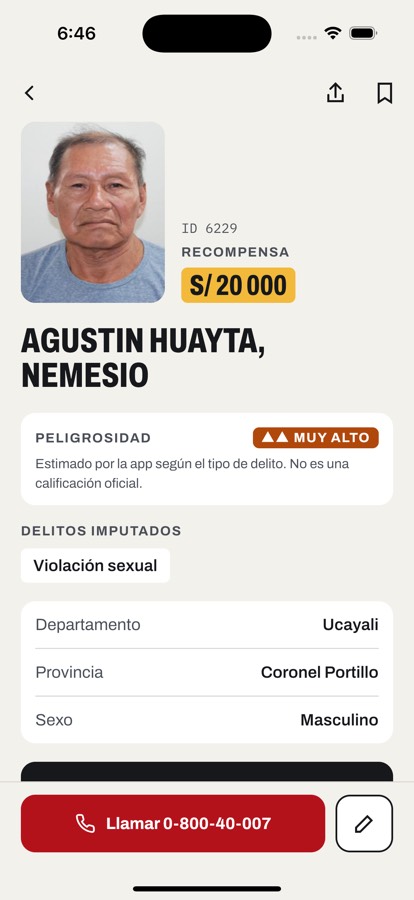 6:46
ID 6229
RECOMPENSA
S/ 20 000
AGUSTIN HUAYTA,
NEMESIO
PELIGROSIDAD
MUY ALTO
Estimado por la app según el tipo de delito. No es una
calificación oficial.
DELITOS IMPUTADOS
Violación sexual
Departamento
Ucayali
Provincia
Coronel Portillo
Sexo
Masculino
Llamar 0-800-40-007